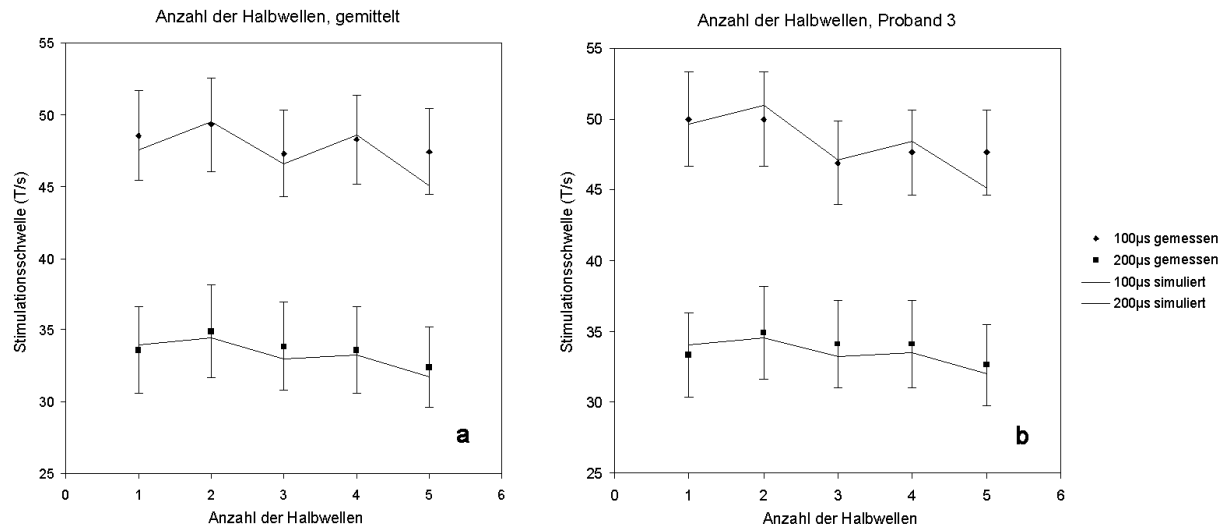 Anzahl der Halbwellen, gemittelt
55
50
45
40
35
30
25
Stimulationsschwelle (T/s)
0 1 2 3 4 5 6
Anzahl der Halbwellen
a
Anzahl der Halbwellen, Proband 3
55
50
45
40
35
30
25
Stimulationsschwelle (T/s)
0 1 2 3 4 5 6
Anzahl der Halbwellen
b
100µs gemessen
200µs gemessen
100µs simuliert
200µs simuliert